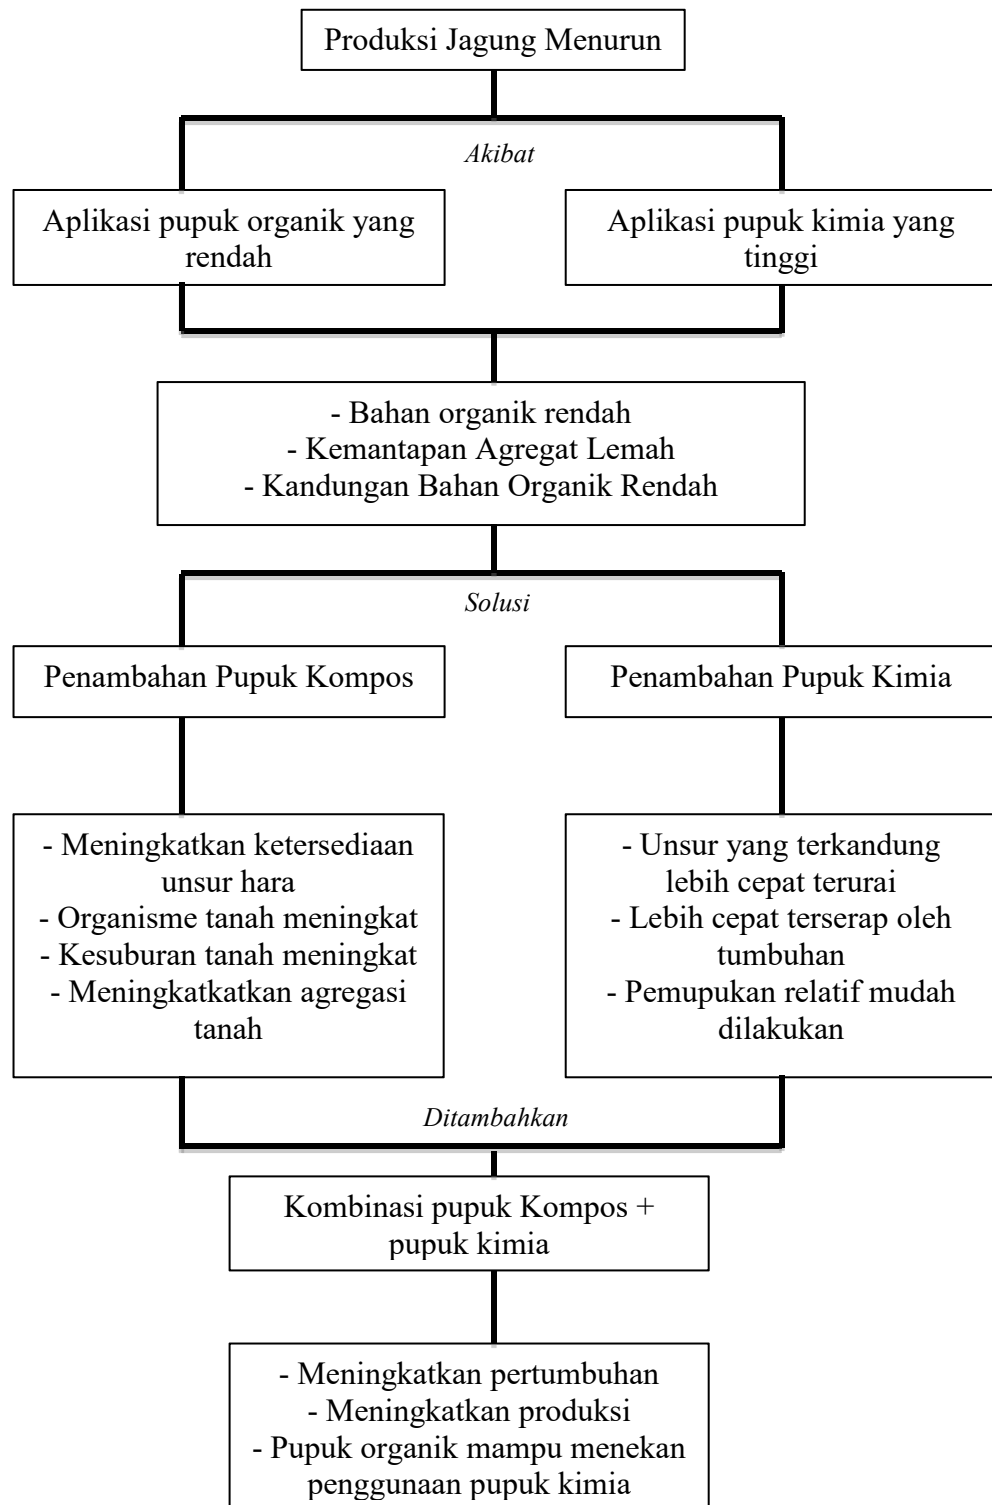 Produksi Jagung Menurun
Akibat
Aplikasi pupuk organik yang
rendah
Aplikasi pupuk kimia yang
tinggi
- Bahan organik rendah
- Kemantapan Agregat Lemah
- Kandungan Bahan Organik Rendah
Solusi
Penambahan Pupuk Kompos
Penambahan Pupuk Kimia
- Meningkatkan ketersediaan
unsur hara
- Organisme tanah meningkat
- Kesuburan tanah meningkat
- Meningkatkatkan agregasi
tanah
- Unsur yang terkandung
lebih cepat terurai
- Lebih cepat terserap oleh
tumbuhan
- Pemupukan relatif mudah
dilakukan
Ditambahkan
Kombinasi pupuk Kompos +
pupuk kimia
- Meningkatkan pertumbuhan
- Meningkatkan produksi
- Pupuk organik mampu menekan
penggunaan pupuk kimia